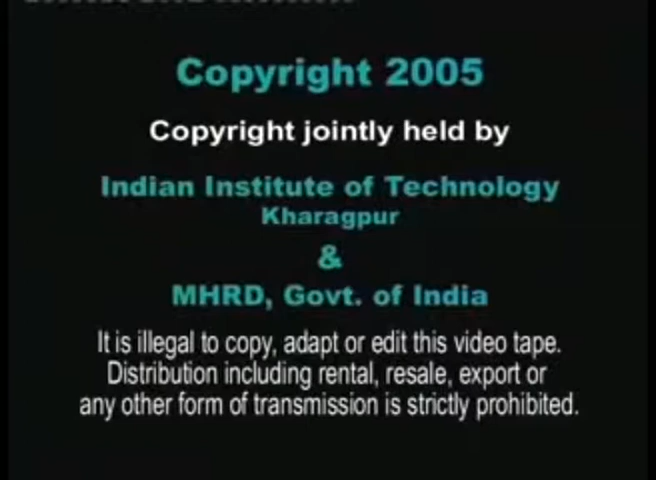 Copyright 2005
Copyright jointly held by
Indian Institute of Technology
Kharagpur
&
MHRD, Govt. of India
It is illegal to copy, adapt or edit this video tape.
Distribution including rental, resale, export or
any other form of transmission is strictly prohibited.